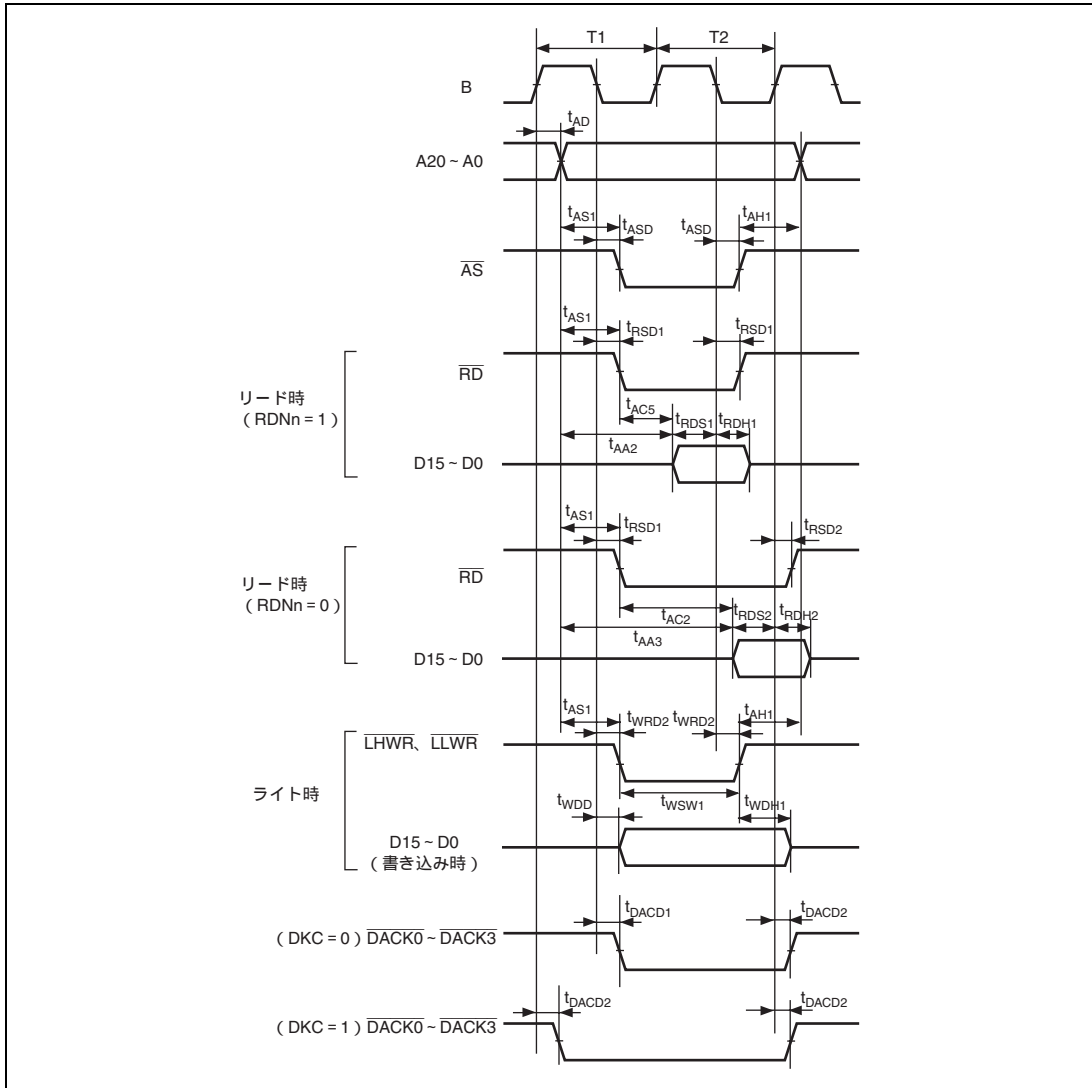 T1 T2
B
tAD
A20 ~ A0
tAS1 tASD tASD tAH1
AS
tAS1 tRSD1 tRSD1
RD
リード時
（RDNn = 1）
tAC5
tRDS1 tRDH1
tAA2
D15 ~ D0
tAS1 tRSD1 tRSD2
RD
リード時
（RDNn = 0）
tAC2 tRDS2 tRDH2
tAA3
D15 ~ D0
tAS1 tWRD2 tWRD2 tAH1
LHWR、LLWR
ライト時
tWDD tWSW1 tWDH1
D15 ~ D0
（書き込み時）
tDACD1 tDACD2
（DKC = 0）DACK0 ~ DACK3
tDACD2 tDACD2
（DKC = 1）DACK0 ~ DACK3